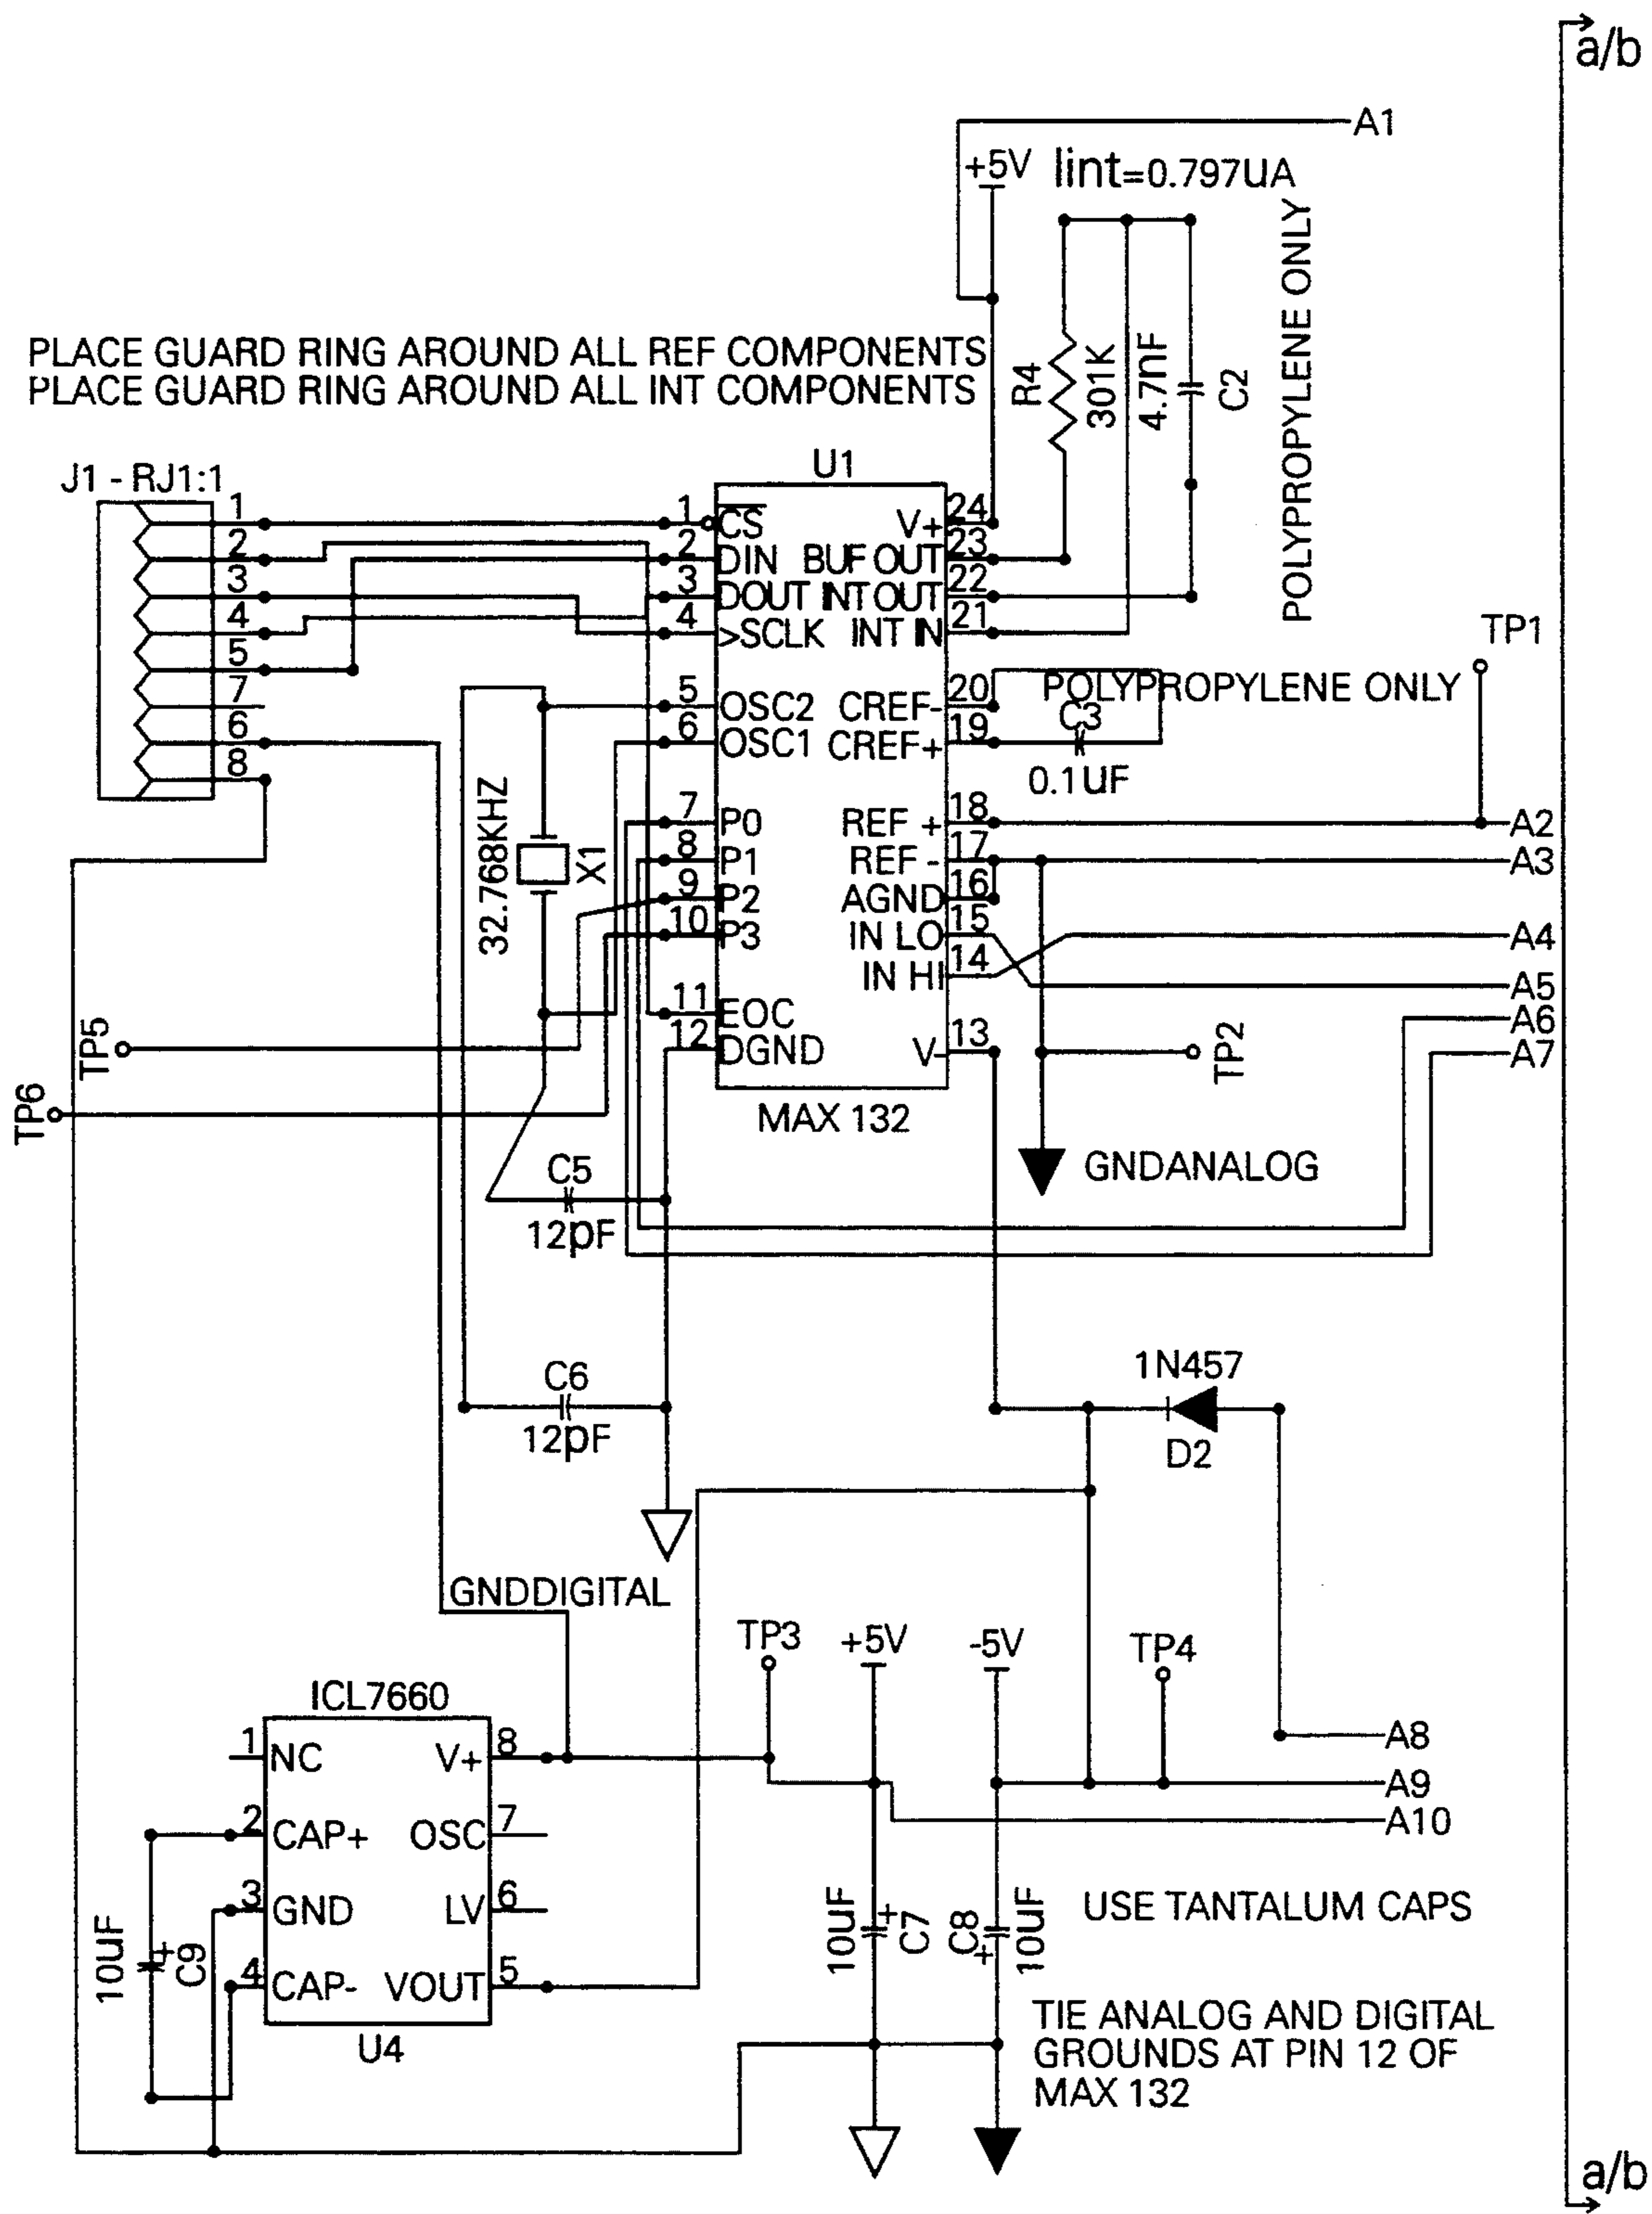 a/b
A1
+5V
Iint=0.797UA
PLACE GUARD RING AROUND ALL REF COMPONENTS
PLACE GUARD RING AROUND ALL INT COMPONENTS
R4
301K
4.7nF
C2
POLYPROPYLENE ONLY
J1 - RJ1:1
1
2
3
4
5
7
6
8
U1
1 CS V+ 24
2 DIN BUF OUT 23
3 DOUT INT OUT 22
4 >SCLK INT IN 21
5 OSC2 CREF- 20
6 OSC1 CREF+ 19
7 P0 REF + 18
8 P1 REF - 17
9 P2 AGND 16
10 P3 IN LO 15
IN HI 14
11 EOC
12 DGND V- 13
MAX 132
POLYPROPYLENE ONLY
C3
0.1UF
TP1
A2
A3
A4
A5
A6
A7
32.768KHZ
X1
TP5
TP6
TP2
GNDANALOG
C5
12pF
C6
12pF
1N457
D2
GNDDIGITAL
TP3
+5V
-5V
TP4
ICL7660
1 NC V+ 8
2 CAP+ OSC 7
3 GND LV 6
4 CAP- VOUT 5
U4
10UF
+
C9
A8
A9
A10
10UF
+
C7
C8
+
10UF
USE TANTALUM CAPS
TIE ANALOG AND DIGITAL
GROUNDS AT PIN 12 OF
MAX 132
a/b